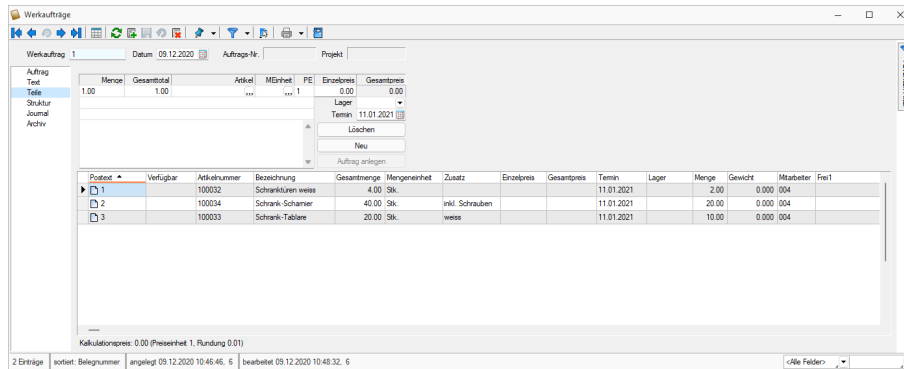 Werkaufträge
Werkauftrag 1 Datum 09.12.2020 Auftrags-Nr. Projekt
Auftrag
Text
Teile
Struktur
Journal
Archiv
Menge Gesamttotal Artikel MEinheit PE Einzelpreis Gesamtpreis
1.00 1.00 ... ... 1 0.00 0.00
Lager
Termin 11.01.2021
Löschen
Neu
Auftrag anlegen
Postext Verfügbar Artikelnummer Bezeichnung Gesamtmenge Mengeneinheit Zusatz Einzelpreis Gesamtpreis Termin Lager Menge Gewicht Mitarbeiter Frei1
1 100032 Schranktüren weiss 4.00 Stk. 11.01.2021 2.00 0.000 004
2 100034 Schrank-Scharnier 40.00 Stk. inkl. Schrauben 11.01.2021 20.00 0.000 004
3 100033 Schrank-Tablare 20.00 Stk. weiss 11.01.2021 10.00 0.000 004
Kalkulationspreis: 0.00 (Preiseinheit 1, Rundung 0.01)
2 Einträge sortiert: Belegnummer angelegt 09.12.2020 10:46:46, 6 bearbeitet 09.12.2020 10:48:32, 6 <Alle Felder>